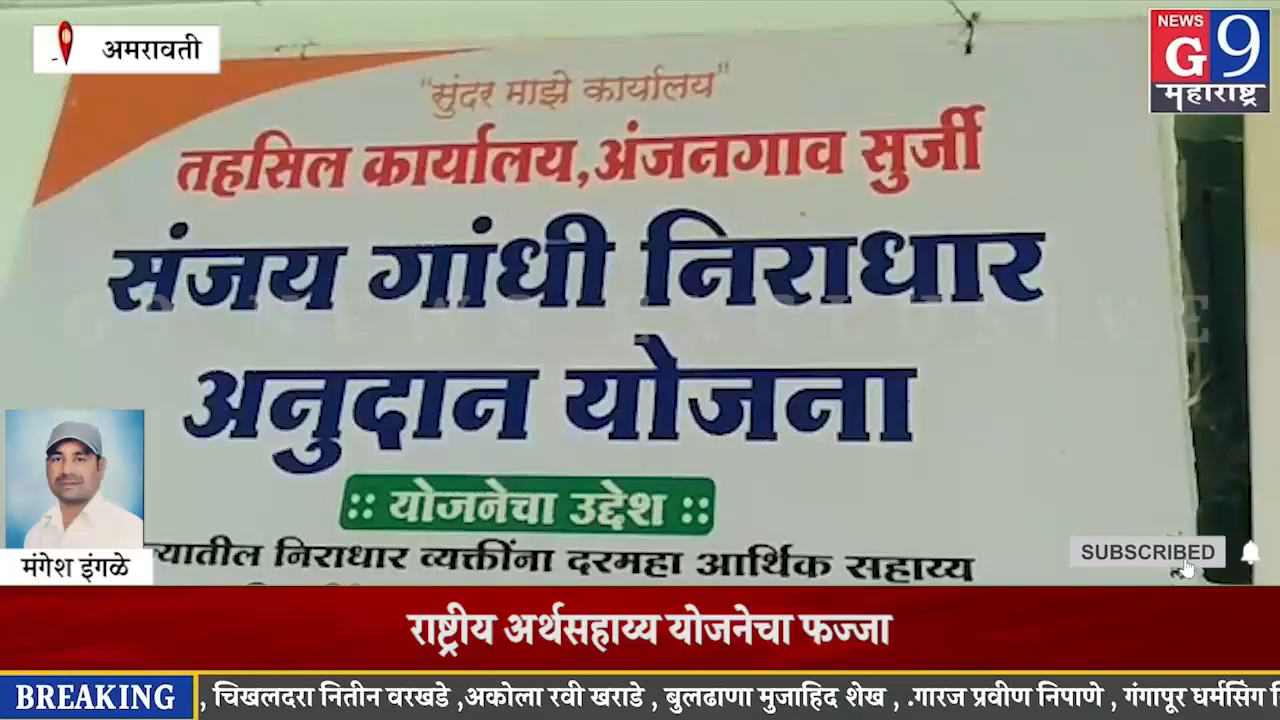 अमरावती
NEWS
G9
महाराष्ट्र
"सुंदर माझे कार्यालय"
तहसिल कार्यालय,अंजनगाव सुर्जी
संजय गांधी निराधार
अनुदान योजना
:: योजनेचा उद्देश ::
यातील निराधार व्यक्तींना दरमहा आर्थिक सहाय्य
मंगेश इंगळे
SUBSCRIBED
राष्ट्रीय अर्थसहाय्य योजनेचा फज्जा
BREAKING , चिखलदरा नितीन वरखडे ,अकोला रवी खराडे , बुलढाणा मुजाहिद शेख , .गारज प्रवीण निपाणे , गंगापूर धर्मसिंग